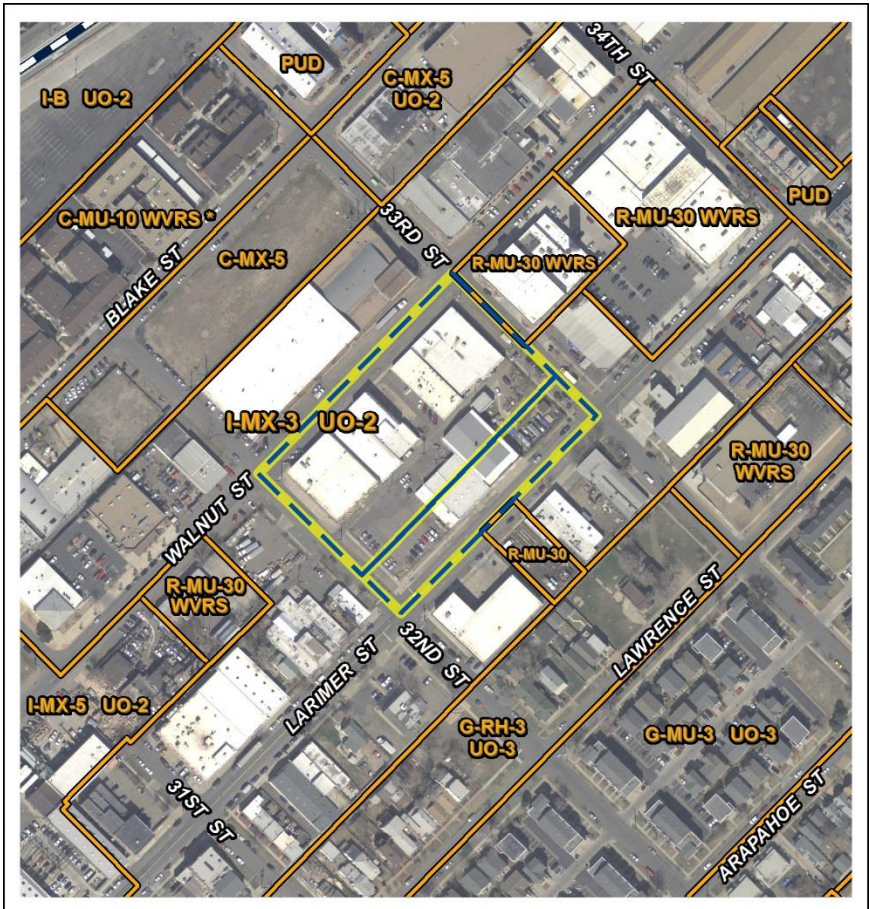 34TH ST
PUD
C-MX-5
UO-2
I-B UO-2
C-MU-10 WVRS *
R-MU-30 WVRS
PUD
33RD ST
C-MX-5
R-MU-30 WVRS
BLAKE ST
I-MX-3 UO-2
R-MU-30
WVRS
WALNUT ST
R-MU-30
R-MU-30
WVRS
LAWRENCE ST
32ND ST
LARIMER ST
I-MX-5 UO-2
G-RH-3
UO-3
G-MU-3 UO-3
31ST ST
ARAPAHOE ST